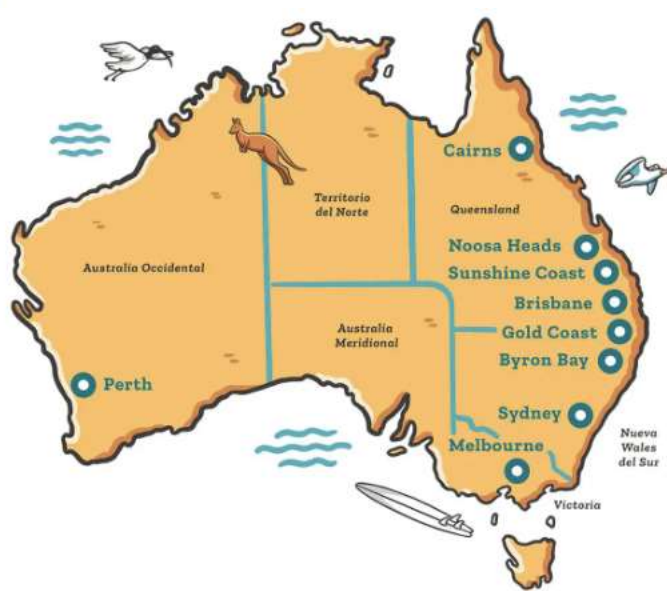 Cairns
Territorio
del Norte
Queensland
Noosa Heads
Australia Occidental
Sunshine Coast
Brisbane
Australia
Meridional
Gold Coast
Byron Bay
Perth
Sydney
Nueva
Wales
del Sur
Melbourne
Victoria